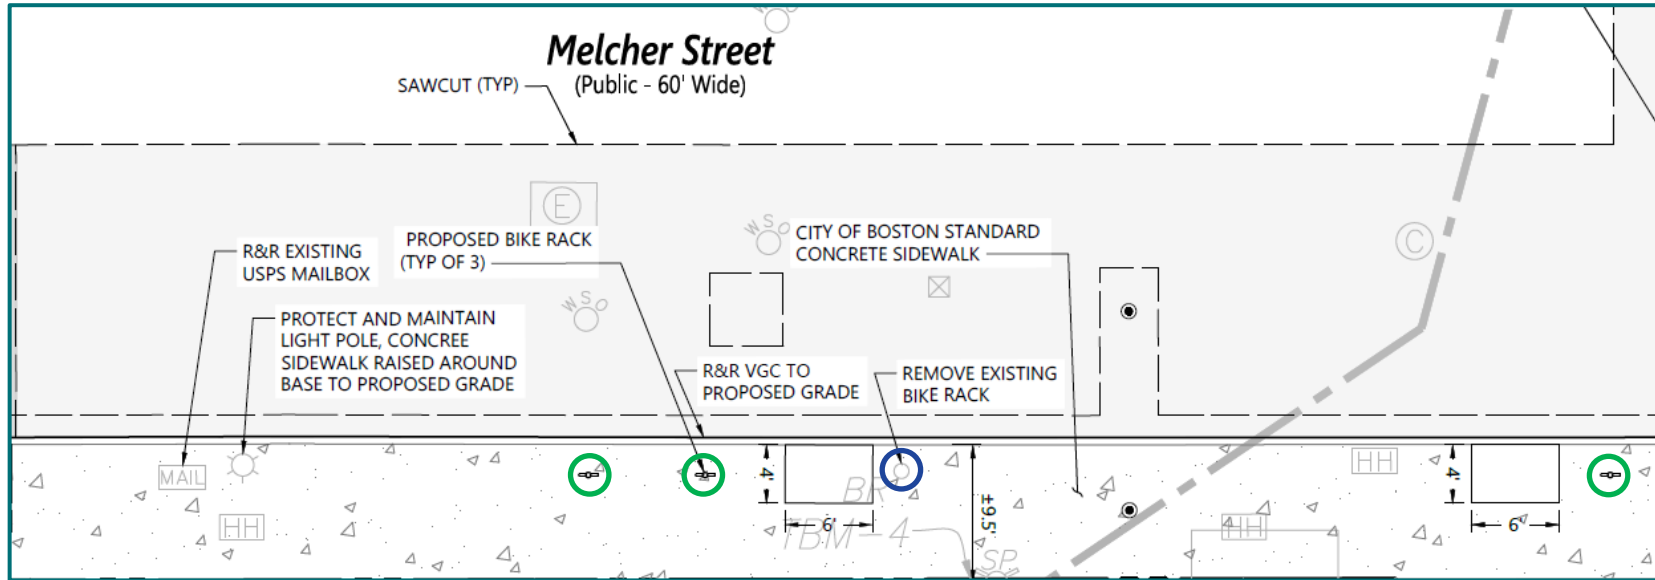 Melcher Street
(Public - 60' Wide)
SAWCUT (TYP)
E
WSO
C
R&R EXISTING
USPS MAILBOX
PROPOSED BIKE RACK
(TYP OF 3)
CITY OF BOSTON STANDARD
CONCRETE SIDEWALK
WSO
PROTECT AND MAINTAIN
LIGHT POLE, CONCREE
SIDEWALK RAISED AROUND
BASE TO PROPOSED GRADE
R&R VGC TO
PROPOSED GRADE
REMOVE EXISTING
BIKE RACK
MAIL
4'
BR
HH
4'
HH
6'
TBM-4
±9.5'
SP
HH
6'